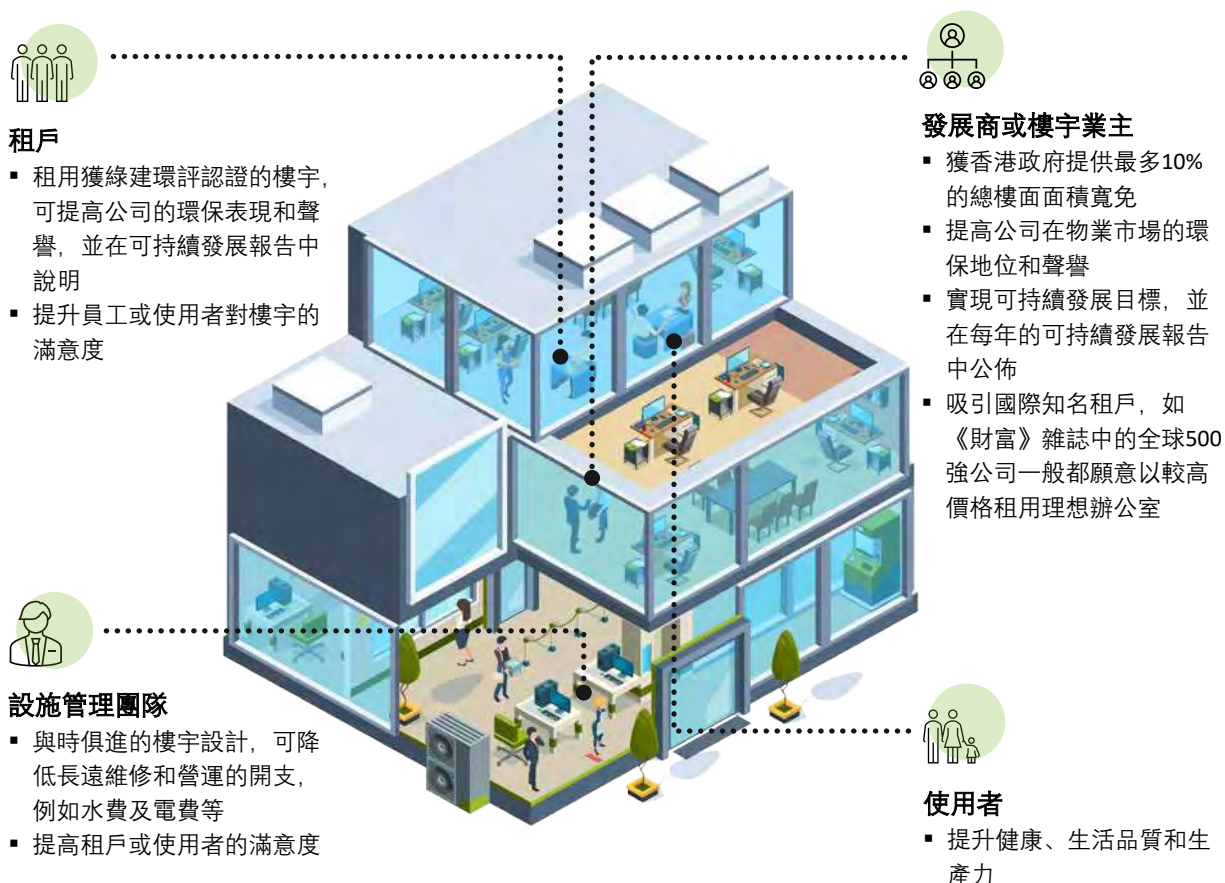 租戶
▪ 租用獲綠建環評認證的樓宇，
可提高公司的環保表現和聲
譽，並在可持續發展報告中
說明
▪ 提升員工或使用者對樓宇的
滿意度
發展商或樓宇業主
▪ 獲香港政府提供最多10%
的總樓面面積寬免
▪ 提高公司在物業市場的環
保地位和聲譽
▪ 實現可持續發展目標，並
在每年的可持續發展報告
中公佈
▪ 吸引國際知名租戶，如
《財富》雜誌中的全球500
強公司一般都願意以較高
價格租用理想辦公室
設施管理團隊
▪ 與時俱進的樓宇設計，可降
低長遠維修和營運的開支，
例如水費及電費等
▪ 提高租戶或使用者的滿意度
使用者
▪ 提升健康、生活品質和生
產力